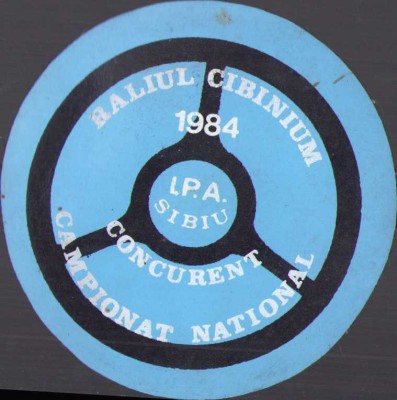 RALIUL CIBINIUM
1984
I.P.A.
SIBIU
CONCURENT
CAMPIONAT NATIONAL